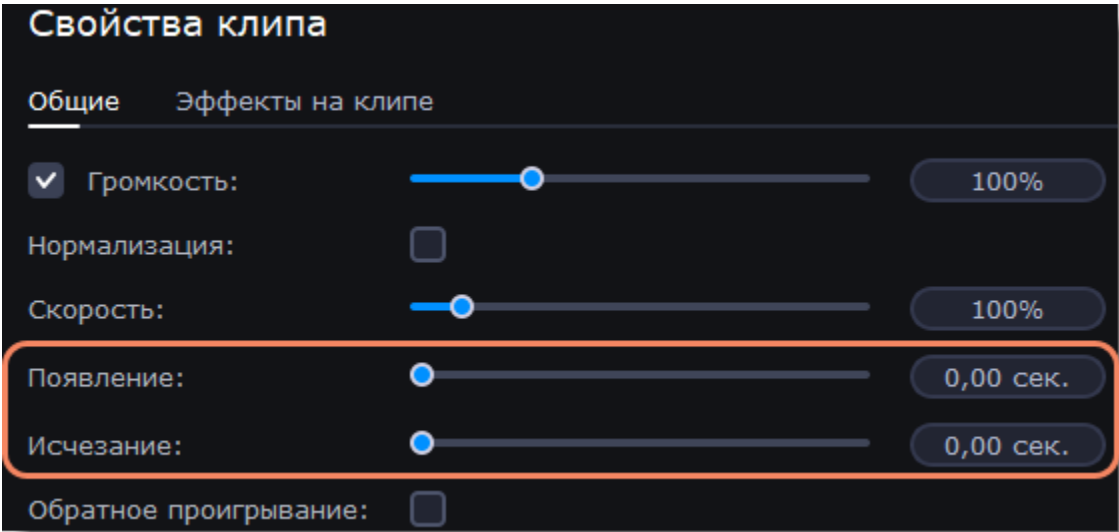 Свойства клипа
Общие Эффекты на клипе
Громкость: 100%
Нормализация:
Скорость: 100%
Появление: 0,00 сек.
Исчезание: 0,00 сек.
Обратное проигрывание: